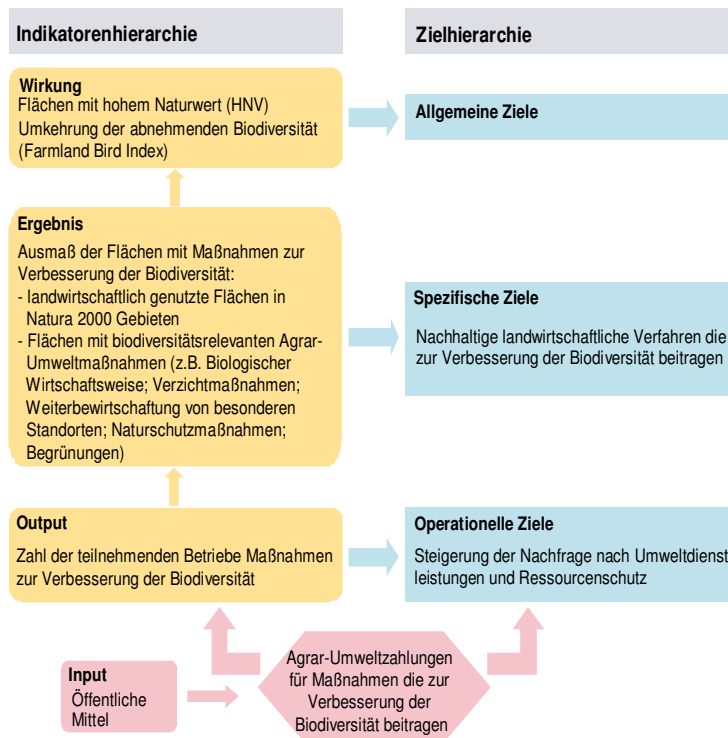 Indikatorenhierarchie
Zielhierarchie
Wirkung
Flächen mit hohem Naturwert (HNV)
Umkehrung der abnehmenden Biodiversität
(Farmland Bird Index)
Allgemeine Ziele
Ergebnis
Ausmaß der Flächen mit Maßnahmen zur
Verbesserung der Biodiversität:
- landwirtschaftlich genutzte Flächen in
Natura 2000 Gebieten
- Flächen mit biodiversitätsrelevanten Agrar-
Umweltmaßnahmen (z.B. Biologischer
Wirtschaftsweise; Verzichtmaßnahmen;
Weiterbewirtschaftung von besonderen
Standorten; Naturschutzmaßnahmen;
Begrünungen)
Spezifische Ziele
Nachhaltige landwirtschaftliche Verfahren die
zur Verbesserung der Biodiversität beitragen
Output
Zahl der teilnehmenden Betriebe Maßnahmen
zur Verbesserung der Biodiversität
Operationelle Ziele
Steigerung der Nachfrage nach Umweltdienst
leistungen und Ressourcenschutz
Input
Öffentliche
Mittel
Agrar-Umweltzahlungen
für Maßnahmen die zur
Verbesserung der
Biodiversität beitragen